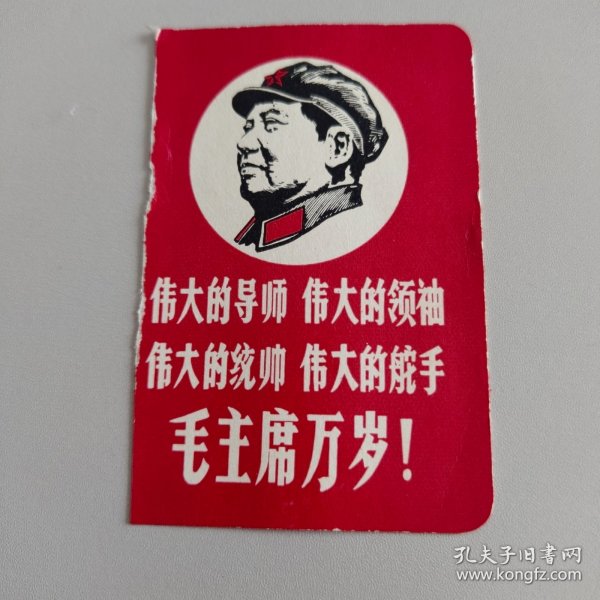 伟大的导师 伟大的领袖
伟大的统帅 伟大的舵手
毛主席万岁!
孔夫子旧书网
www.kongfz.com